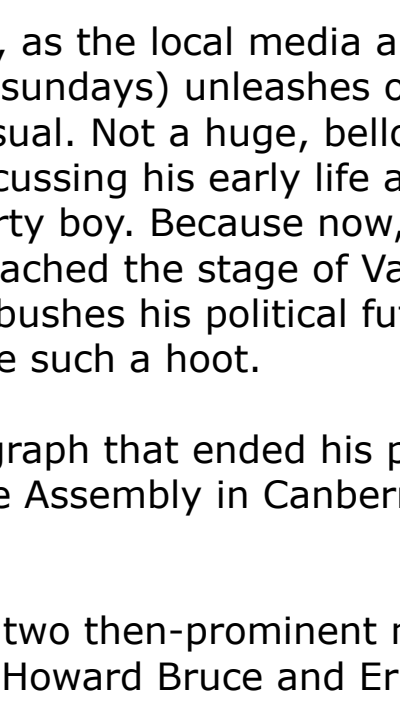 , as the local media a
sundays) unleashes o
sual. Not a huge, bello
cussing his early life a
rty boy. Because now,
ached the stage of Va
bushes his political fut
e such a hoot.
graph that ended his p
e Assembly in Canberr
two then-prominent r
Howard Bruce and Er